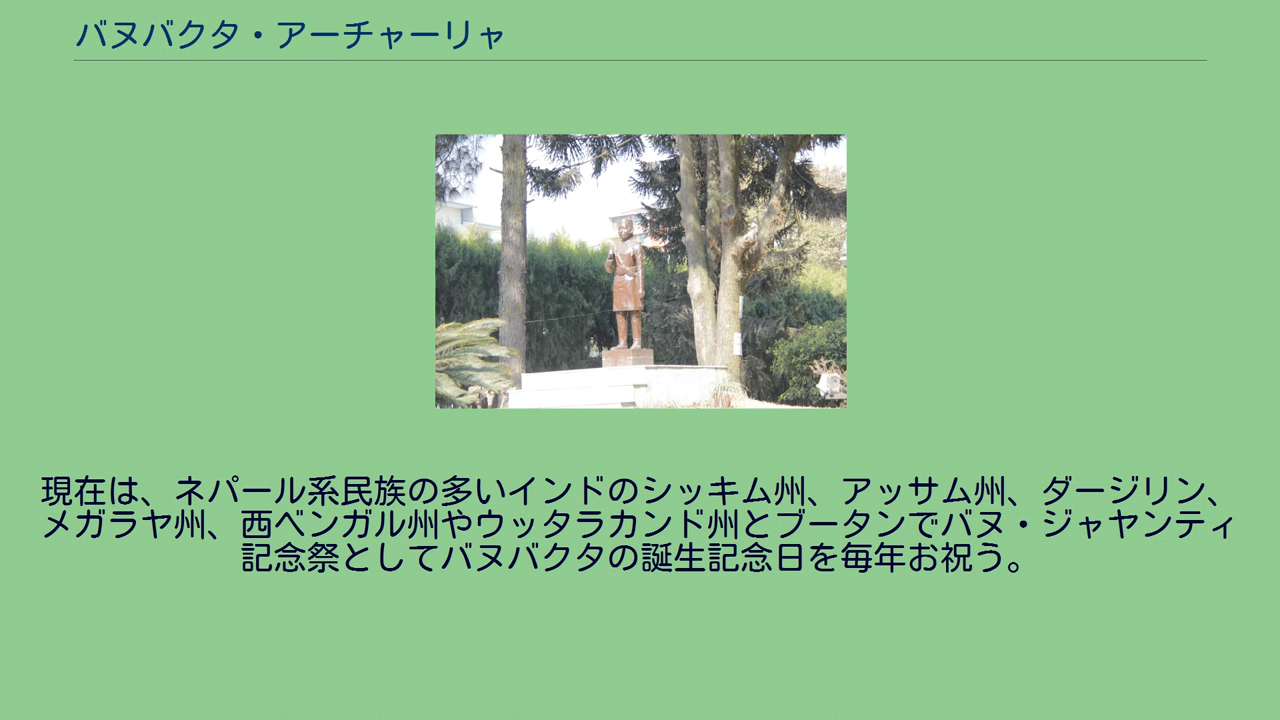 バヌバクタ・アーチャーリャ
現在は、ネパール系民族の多いインドのシッキム州、アッサム州、ダージリン、
メガラヤ州、西ベンガル州やウッタラカンド州とブータンでバヌ・ジャヤンティ
記念祭としてバヌバクタの誕生記念日を毎年お祝う。